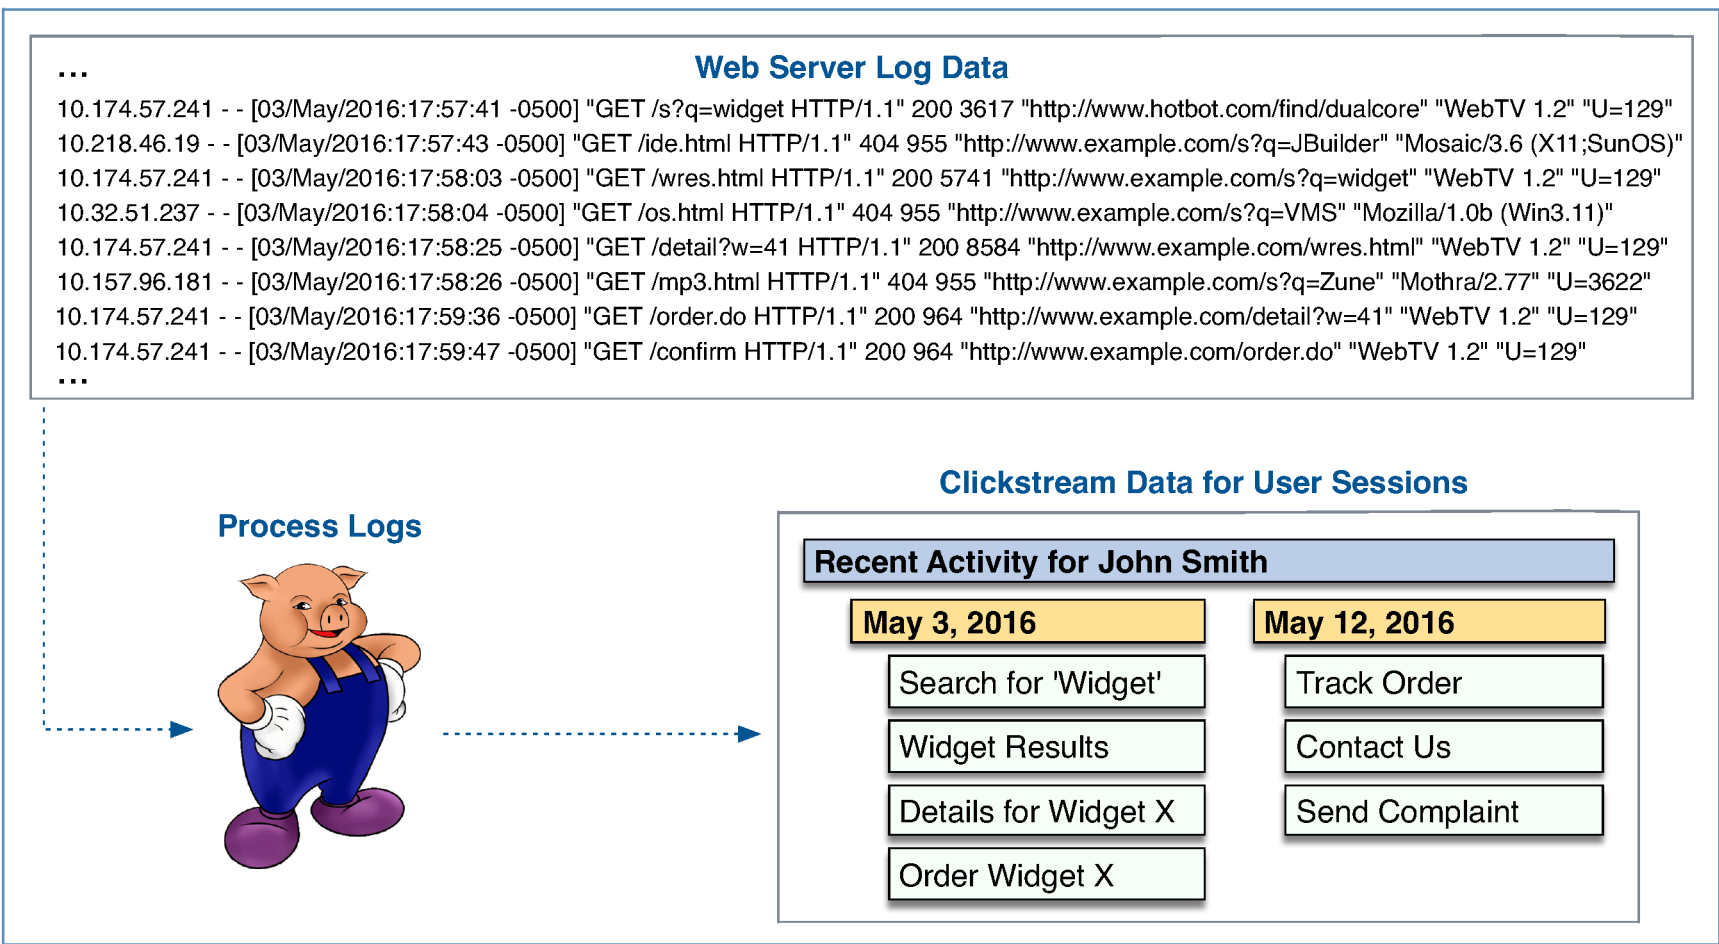 Web Server Log Data
...
10.174.57.241 - - [03/May/2016:17:57:41 -0500] "GET /s?q=widget HTTP/1.1" 200 3617 "http://www.hotbot.com/find/dualcore" "WebTV 1.2" "U=129"
10.218.46.19 - - [03/May/2016:17:57:43 -0500] "GET /ide.html HTTP/1.1" 404 955 "http://www.example.com/s?q=JBuilder" "Mosaic/3.6 (X11;SunOS)"
10.174.57.241 - - [03/May/2016:17:58:03 -0500] "GET /wres.html HTTP/1.1" 200 5741 "http://www.example.com/s?q=widget" "WebTV 1.2" "U=129"
10.32.51.237 - - [03/May/2016:17:58:04 -0500] "GET /os.html HTTP/1.1" 404 955 "http://www.example.com/s?q=VMS" "Mozilla/1.0b (Win3.11)"
10.174.57.241 - - [03/May/2016:17:58:25 -0500] "GET /detail?w=41 HTTP/1.1" 200 8584 "http://www.example.com/wres.html" "WebTV 1.2" "U=129"
10.157.96.181 - - [03/May/2016:17:58:26 -0500] "GET /mp3.html HTTP/1.1" 404 955 "http://www.example.com/s?q=Zune" "Mothra/2.77" "U=3622"
10.174.57.241 - - [03/May/2016:17:59:36 -0500] "GET /order.do HTTP/1.1" 200 964 "http://www.example.com/detail?w=41" "WebTV 1.2" "U=129"
10.174.57.241 - - [03/May/2016:17:59:47 -0500] "GET /confirm HTTP/1.1" 200 964 "http://www.example.com/order.do" "WebTV 1.2" "U=129"
...
Process Logs
Clickstream Data for User Sessions
Recent Activity for John Smith
May 3, 2016
Search for 'Widget'
Widget Results
Details for Widget X
Order Widget X
May 12, 2016
Track Order
Contact Us
Send Complaint